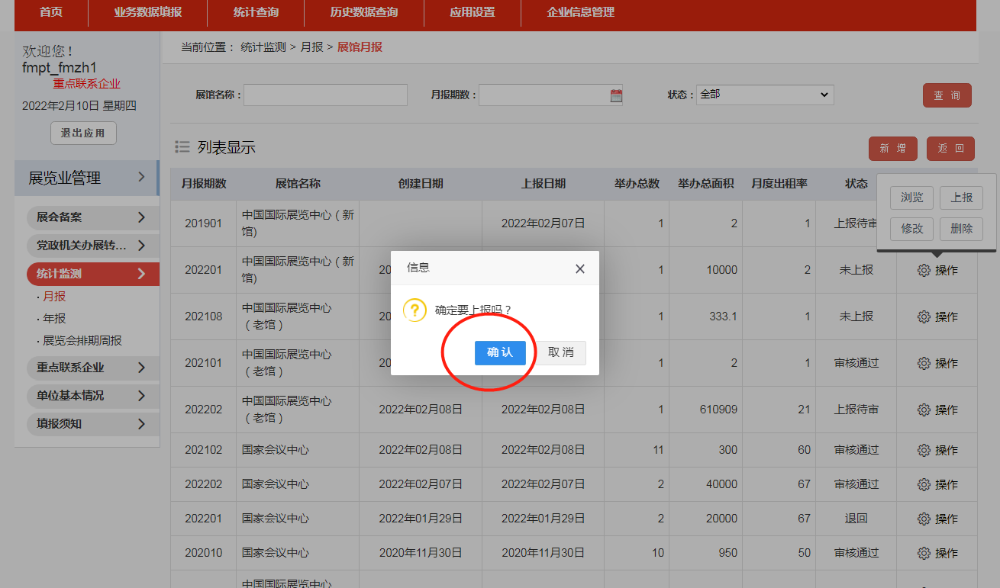 首页 业务数据填报 统计查询 历史数据查询 应用设置 企业信息管理
欢迎您！
fmpt_fmzh1
重点联系企业
2022年2月10日 星期四
退出应用
展览业管理
展会备案
党政机关办展转...
统计监测
· 月报
· 年报
· 展览会排期周报
重点联系企业
单位基本情况
填报须知
当前位置： 统计监测 > 月报 > 展馆月报
展馆名称： 月报期数： 状态： 全部 查 询
列表显示 新 增 返 回
月报期数 展馆名称 创建日期 上报日期 举办总数 举办总面积 月度出租率 状态
浏览 上报
修改 删除
201901 中国国际展览中心（新
馆） 2022年02月07日 1 2 1 上报待审
202201 中国国际展览中心（新
馆） 20 1 10000 2 未上报 操作
202108 中国国际展览中心
（老馆） 20 1 333.1 1 未上报 操作
202101 中国国际展览中心
（老馆） 20 1 2 1 审核通过 操作
202202 中国国际展览中心
（老馆） 2022年02月08日 2022年02月08日 1 610909 21 上报待审 操作
202102 国家会议中心 2022年02月08日 2022年02月08日 11 300 60 审核通过 操作
202202 国家会议中心 2022年02月07日 2022年02月07日 2 40000 67 审核通过 操作
202201 国家会议中心 2022年01月29日 2022年01月29日 2 20000 67 退回 操作
202010 国家会议中心 2020年11月30日 2020年11月30日 10 950 50 审核通过 操作
中国国际展览中心
信息
确定要上报吗？
确认 取消